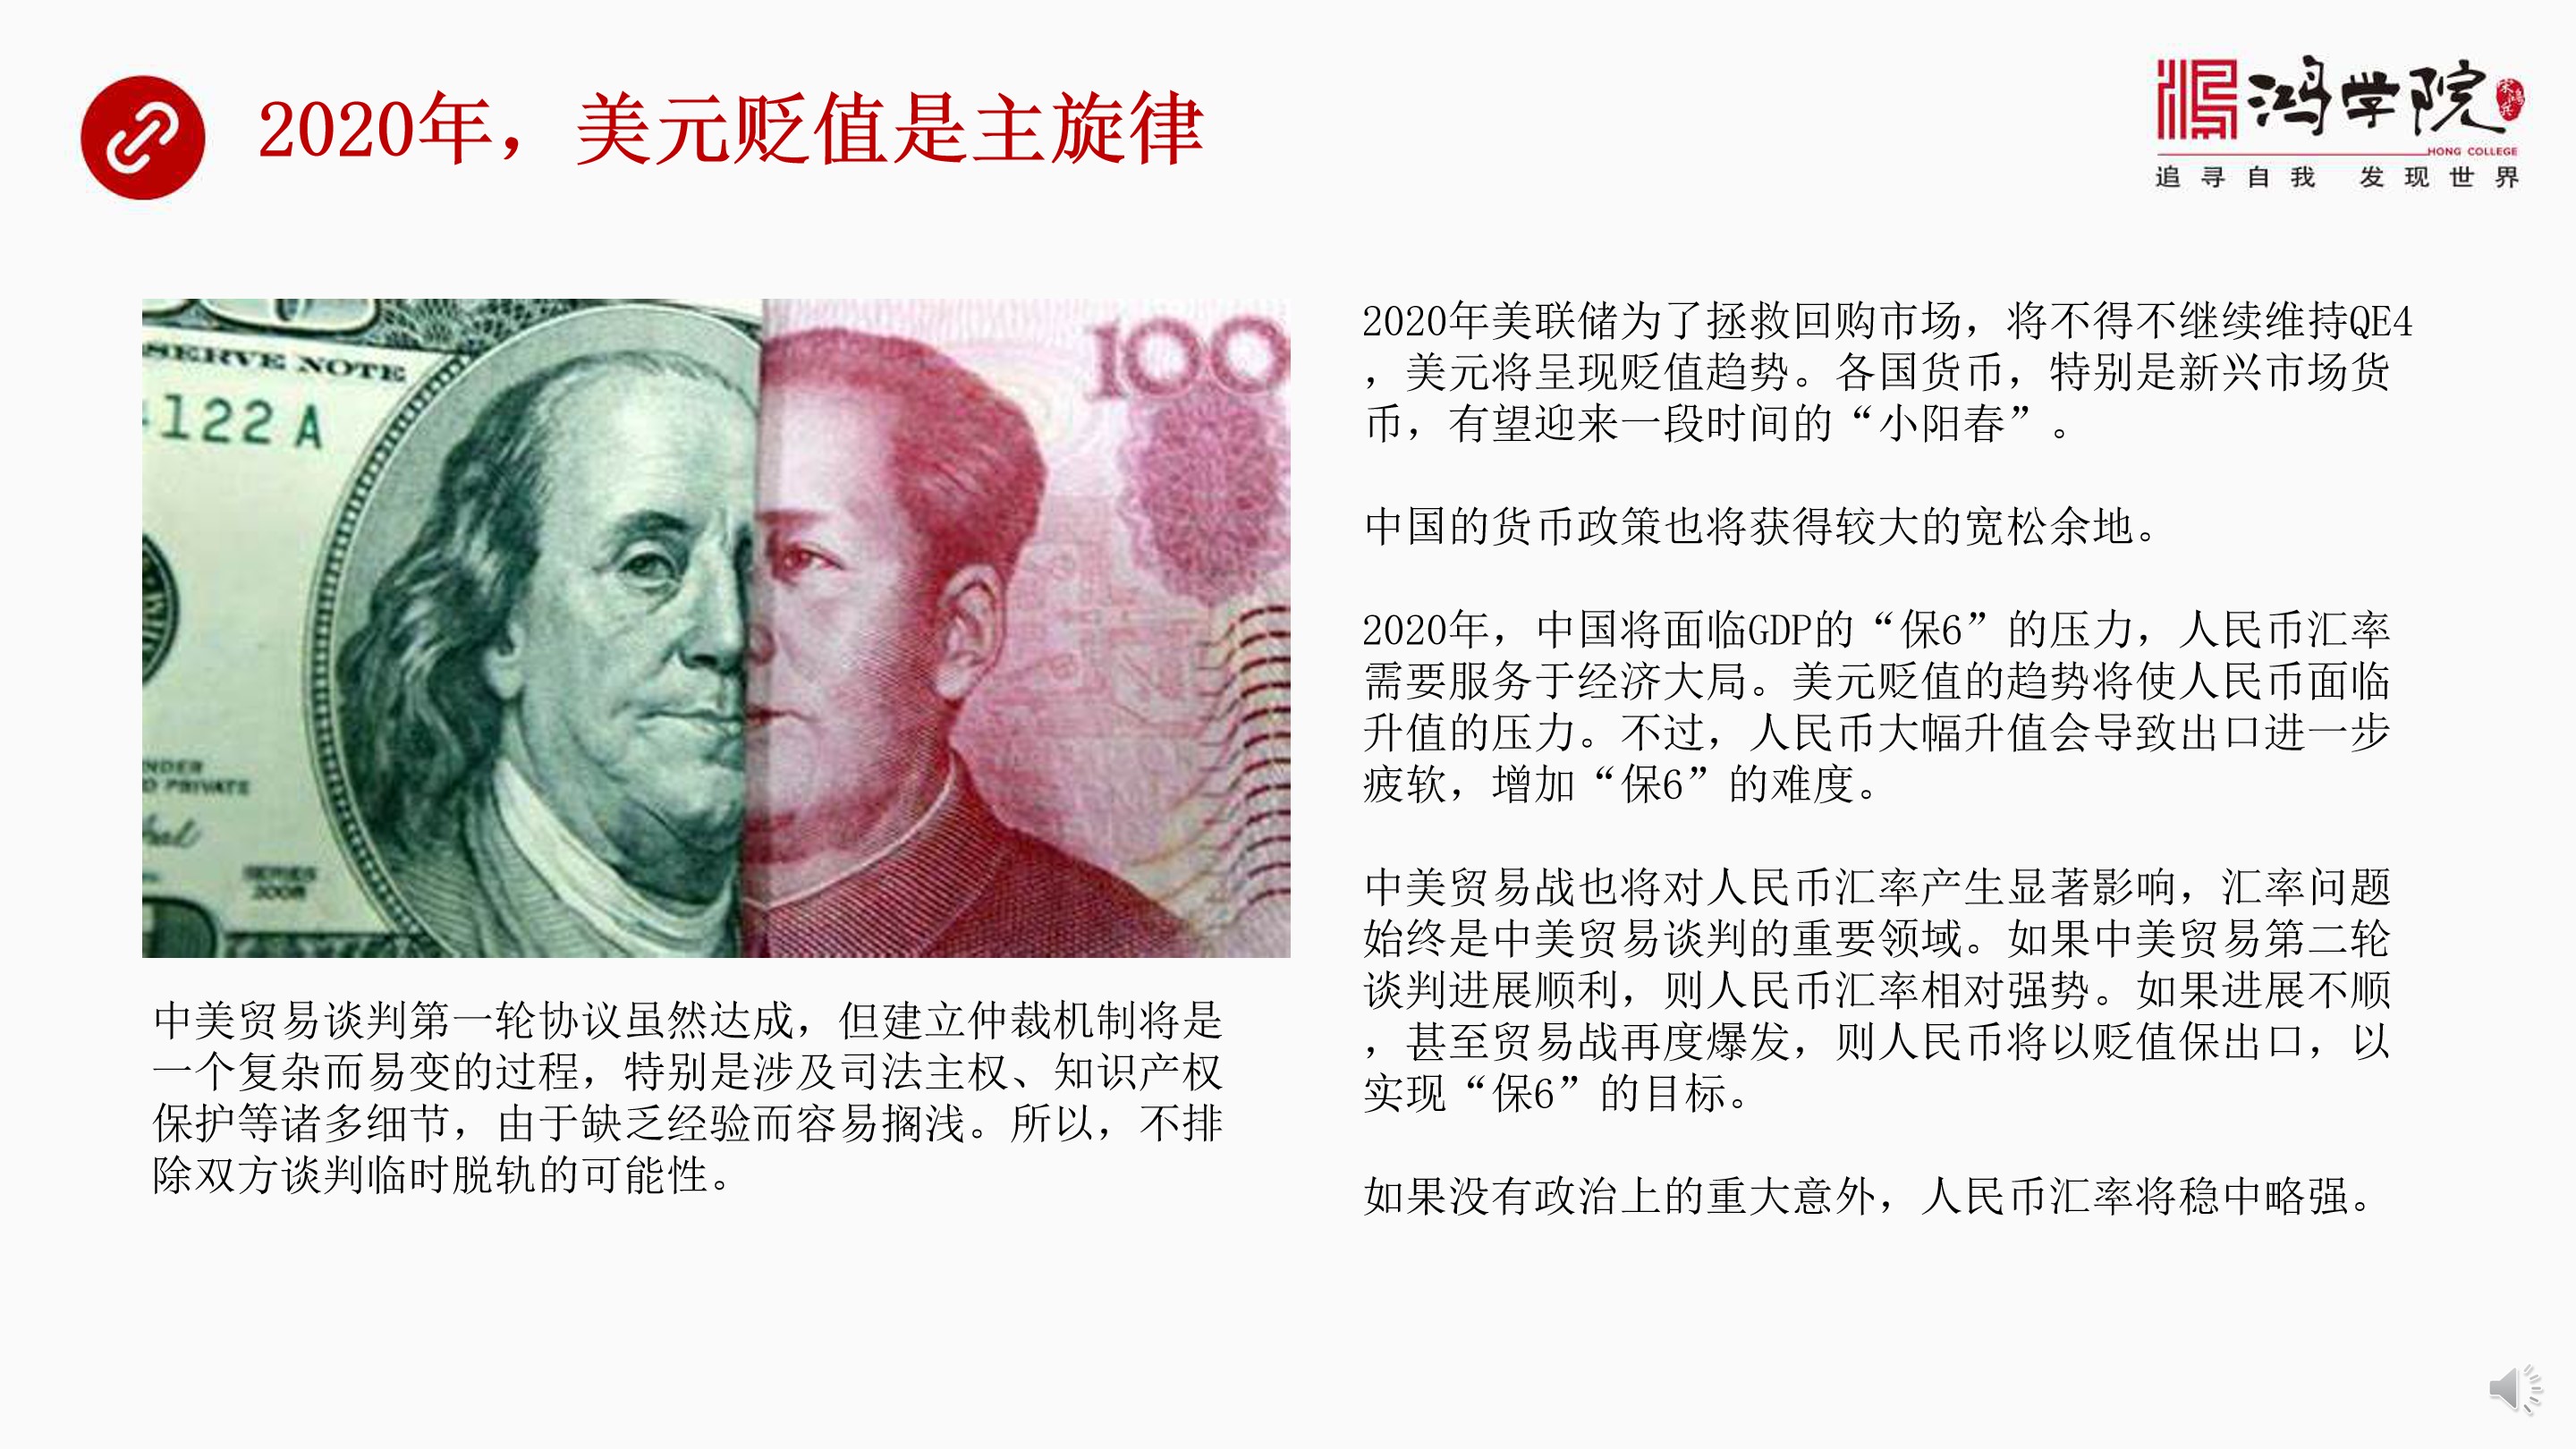 2020年，美元贬值是主旋律
鸿学院
HONG COLLEGE
追寻自我 发现世界
SERVE NOTE
122 A
100
SERIES
2006
中美贸易谈判第一轮协议虽然达成，但建立仲裁机制将是
一个复杂而易变的过程，特别是涉及司法主权、知识产权
保护等诸多细节，由于缺乏经验而容易搁浅。所以，不排
除双方谈判临时脱轨的可能性。
2020年美联储为了拯救回购市场，将不得不继续维持QE4
，美元将呈现贬值趋势。各国货币，特别是新兴市场货
币，有望迎来一段时间的“小阳春”。
中国的货币政策也将获得较大的宽松余地。
2020年，中国将面临GDP的“保6”的压力，人民币汇率
需要服务于经济大局。美元贬值的趋势将使人民币面临
升值的压力。不过，人民币大幅升值会导致出口进一步
疲软，增加“保6”的难度。
中美贸易战也将对人民币汇率产生显著影响，汇率问题
始终是中美贸易谈判的重要领域。如果中美贸易第二轮
谈判进展顺利，则人民币汇率相对强势。如果进展不顺
，甚至贸易战再度爆发，则人民币将以贬值保出口，以
实现“保6”的目标。
如果没有政治上的重大意外，人民币汇率将稳中略强。